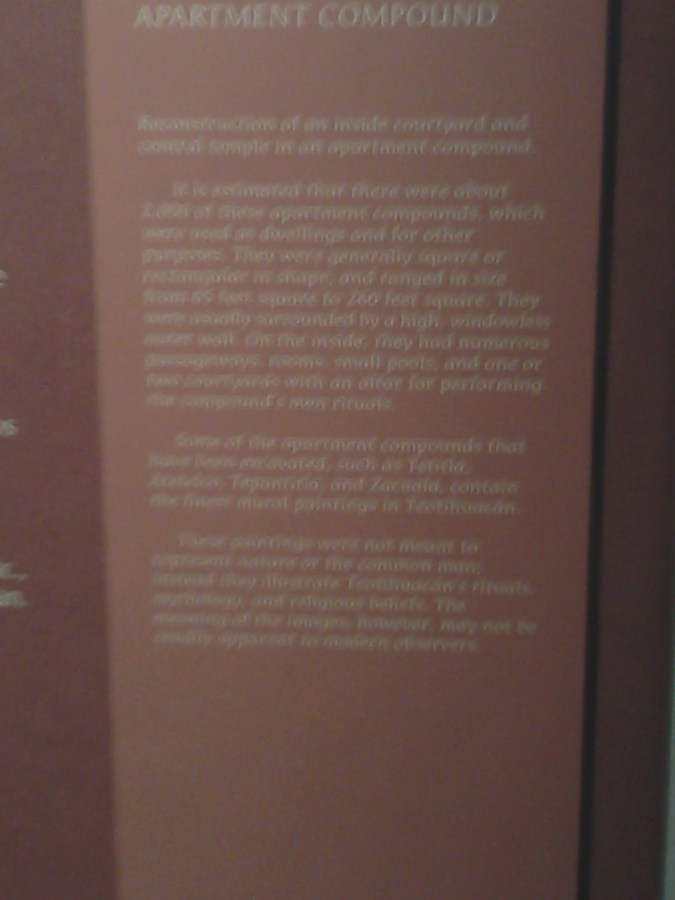 APARTMENT COMPOUND
Reconstruction of an inside courtyard and
central temple in an apartment compound.
It is estimated that there were about
2,000 of these apartment compounds, which
were used as dwellings and for other
purposes. They were generally square or
rectangular in shape, and ranged in size
from 65 feet square to 260 feet square. They
were usually surrounded by a high, windowless
outer wall. On the inside, they had numerous
passageways, rooms, small pools, and one or
two courtyards with an altar for performing
the compound's own rituals.
Some of the apartment compounds that
have been excavated, such as Tetitla,
Atetelco, Tepantitla, and Zacuala, contain
the finest mural paintings in Teotihuacán.
These paintings were not meant to
represent nature or the common man;
instead they illustrate Teotihuacán's rituals,
mythology, and religious beliefs. The
meaning of the images, however, may not be
readily apparent to modern observers.